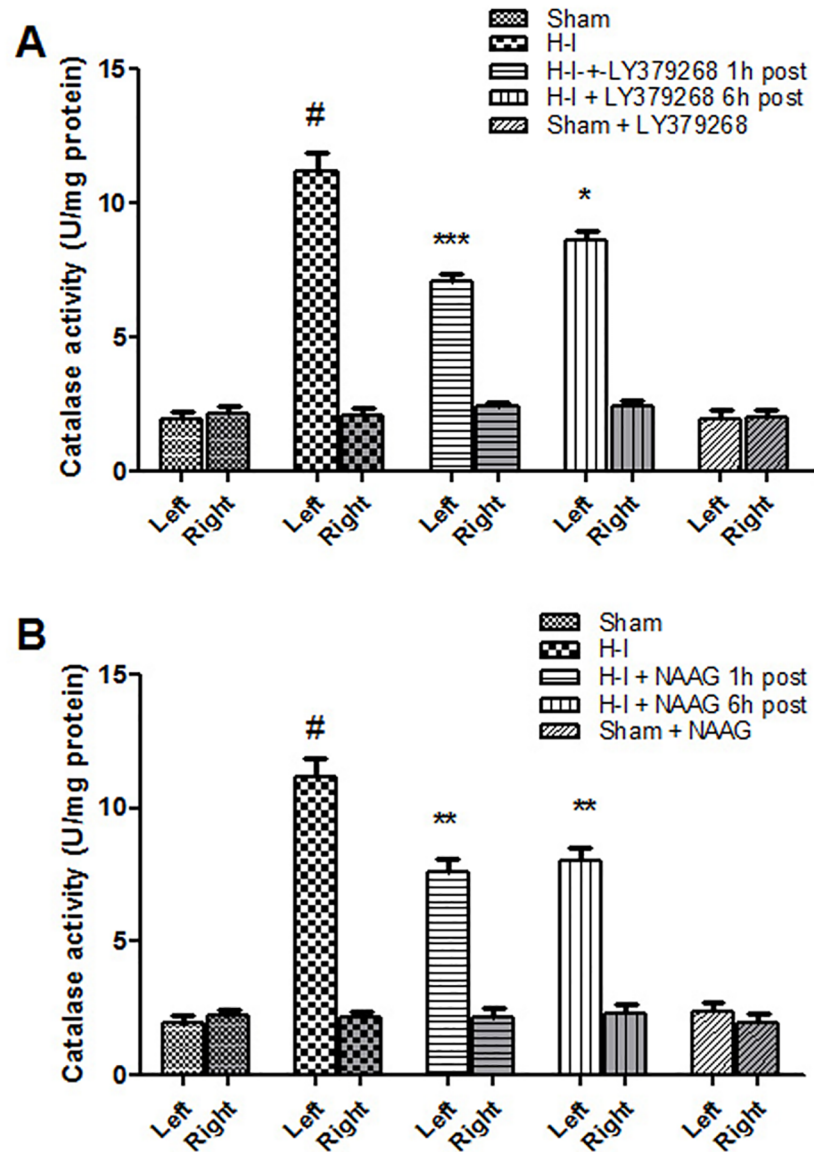 A
Sham
H-I
H-I-+-LY379268 1h post
H-I + LY379268 6h post
Sham + LY379268
Catalase activity (U/mg protein)
15
10
5
0
#
***
*
Left
Right
Left
Right
Left
Right
Left
Right
Left
Right
B
Sham
H-I
H-I + NAAG 1h post
H-I + NAAG 6h post
Sham + NAAG
Catalase activity (U/mg protein)
15
10
5
0
#
**
**
Left
Right
Left
Right
Left
Right
Left
Right
Left
Right